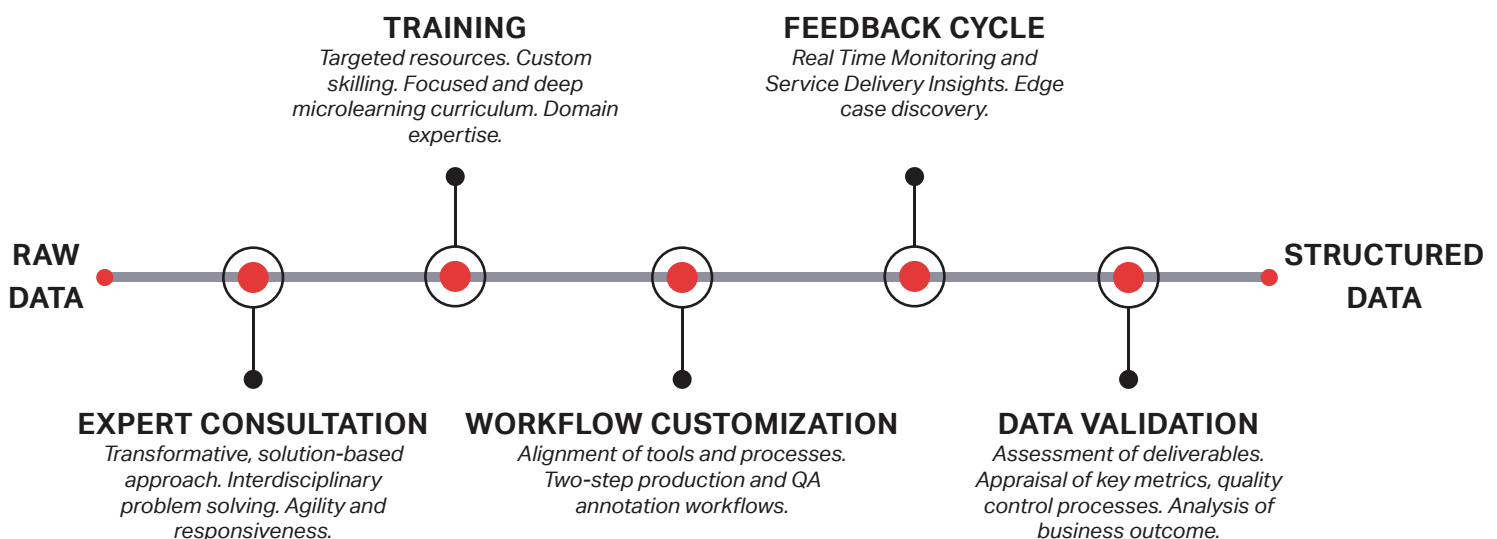 TRAINING
Targeted resources. Custom
skilling. Focused and deep
microlearning curriculum. Domain
expertise.
FEEDBACK CYCLE
Real Time Monitoring and
Service Delivery Insights. Edge
case discovery.
RAW
DATA
STRUCTURED
DATA
EXPERT CONSULTATION
Transformative, solution-based
approach. Interdisciplinary
problem solving. Agility and
responsiveness.
WORKFLOW CUSTOMIZATION
Alignment of tools and processes.
Two-step production and QA
annotation workflows.
DATA VALIDATION
Assessment of deliverables.
Appraisal of key metrics, quality
control processes. Analysis of
business outcome.